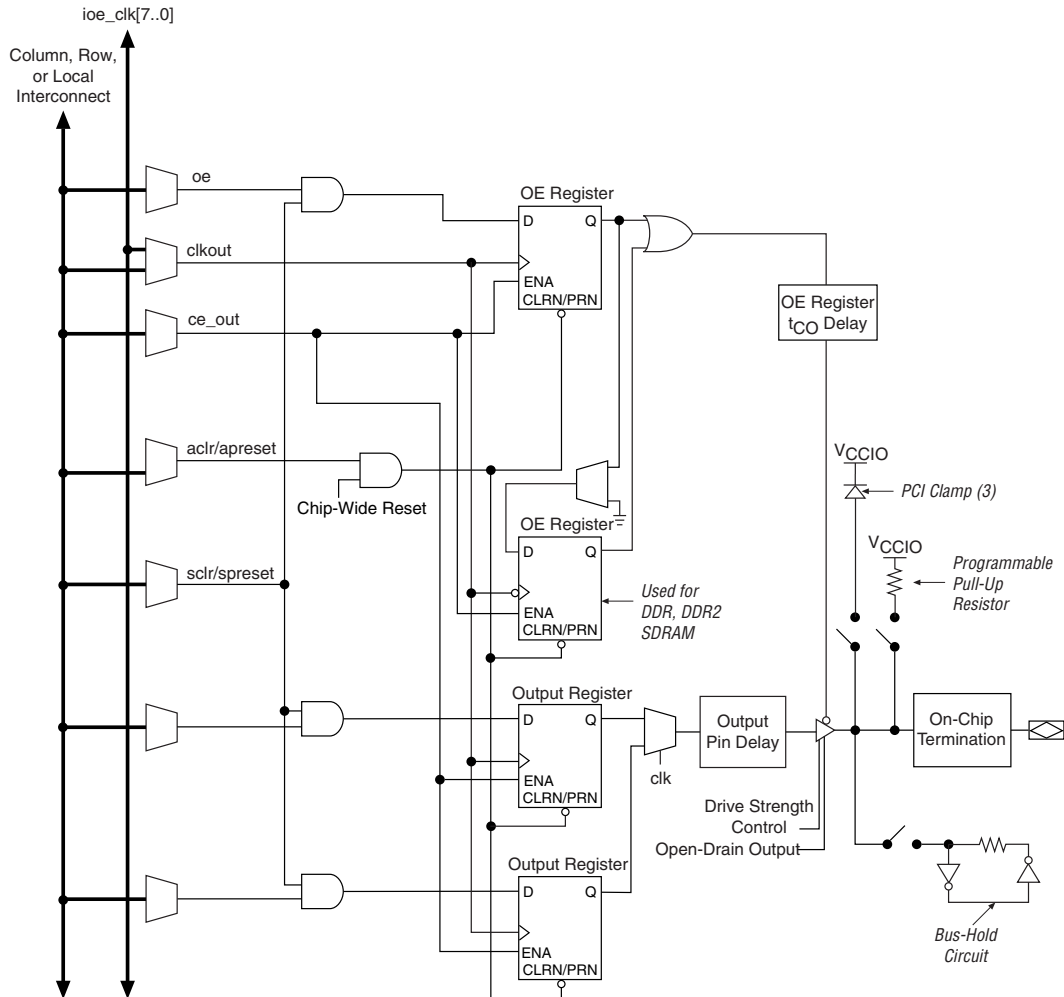 ioe_clk[7..0]
Column, Row,
or Local
Interconnect
oe
OE Register
D
Q
clkout
ENA
CLRN/PRN
OE Register
tCO Delay
ce_out
aclr/apreset
Chip-Wide Reset
VCCIO
PCI Clamp (3)
OE Register
D
Q
VCCIO
Programmable
Pull-Up
Resistor
sclr/spreset
Used for
DDR, DDR2
SDRAM
ENA
CLRN/PRN
Output Register
D
Q
Output
Pin Delay
On-Chip
Termination
clk
ENA
CLRN/PRN
Drive Strength
Control
Open-Drain Output
Output Register
D
Q
ENA
CLRN/PRN
Bus-Hold
Circuit